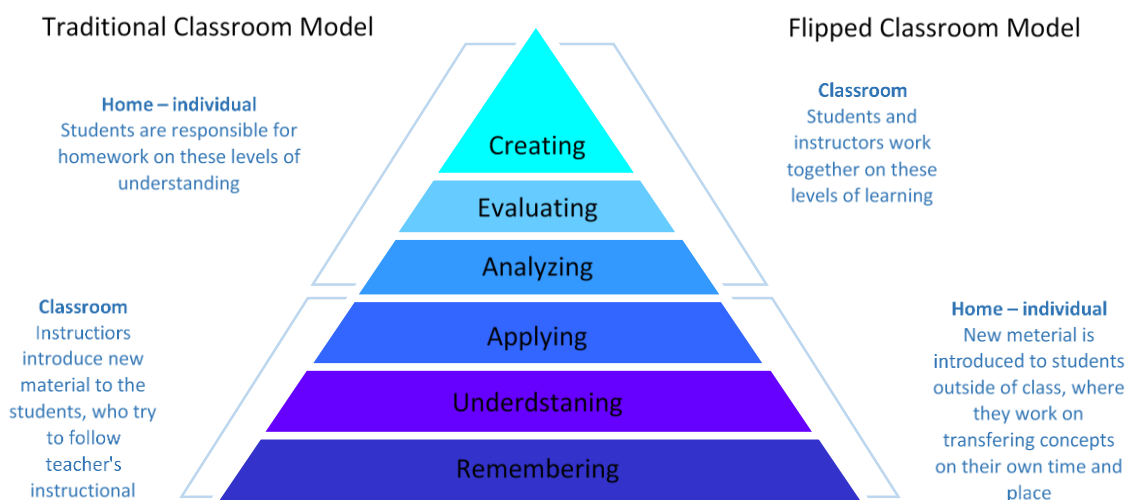 Traditional Classroom Model
Flipped Classroom Model
Home – individual
Students are responsible for
homework on these levels of
understanding
Classroom
Students and
instructors work
together on these
levels of learning
Creating
Evaluating
Analyzing
Applying
Underdstaning
Remembering
Classroom
Instructiors
introduce new
material to the
students, who try
to follow
teacher's
instructional
Home – individual
New meterial is
introduced to students
outside of class, where
they work on
transfering concepts
on their own time and
place